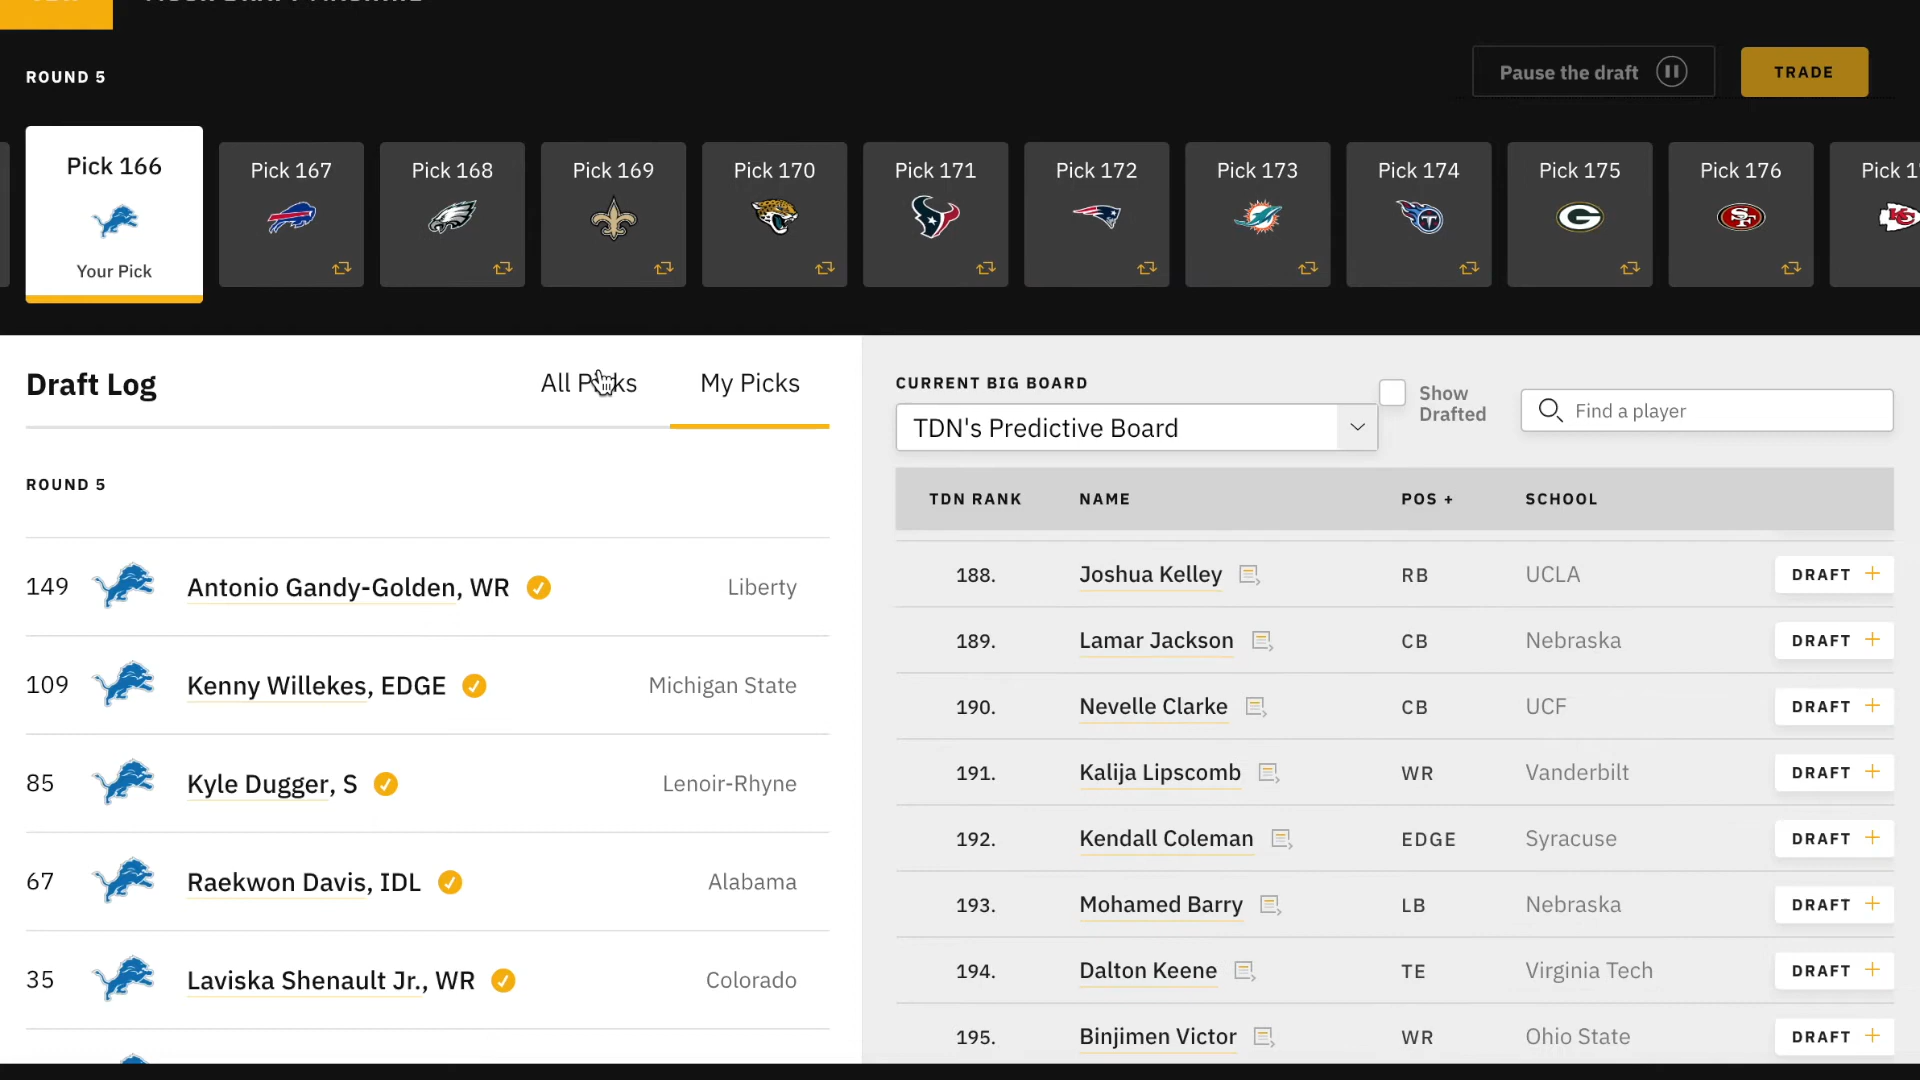 ROUND 5
Pause the draft
TRADE
Pick 166
Your Pick
Pick 167
Pick 168
Pick 169
Pick 170
Pick 171
Pick 172
Pick 173
Pick 174
Pick 175
Pick 176
Pick 1
Draft Log
All Picks
My Picks
ROUND 5
149 Antonio Gandy-Golden, WR Liberty
109 Kenny Willekes, EDGE Michigan State
85 Kyle Dugger, S Lenoir-Rhyne
67 Raekwon Davis, IDL Alabama
35 Laviska Shenault Jr., WR Colorado
CURRENT BIG BOARD
TDN's Predictive Board
Show
Drafted
Find a player
TDN RANK NAME POS + SCHOOL
188. Joshua Kelley RB UCLA DRAFT +
189. Lamar Jackson CB Nebraska DRAFT +
190. Nevelle Clarke CB UCF DRAFT +
191. Kalija Lipscomb WR Vanderbilt DRAFT +
192. Kendall Coleman EDGE Syracuse DRAFT +
193. Mohamed Barry LB Nebraska DRAFT +
194. Dalton Keene TE Virginia Tech DRAFT +
195. Binjimen Victor WR Ohio State DRAFT +